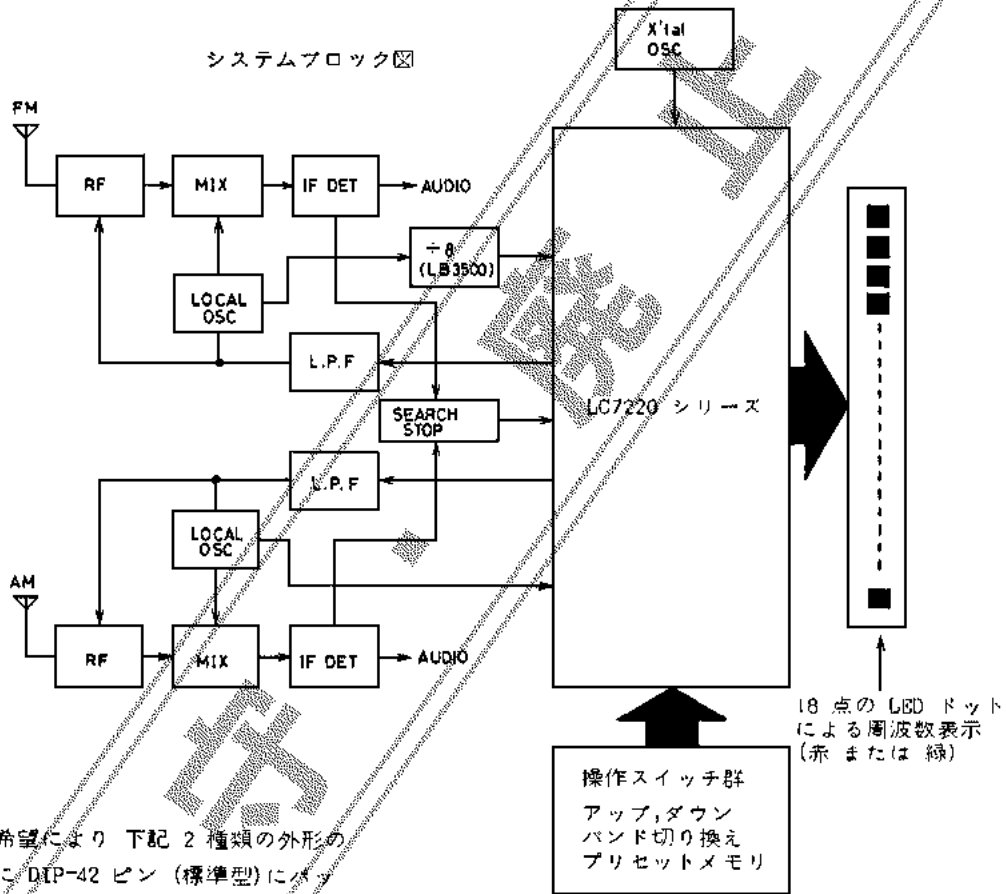 システムブロック図
X'tal
OSC
FM
RF
MIX
IF DET
AUDIO
÷8
(LB3500)
LOCAL
OSC
L.P.F
LC7220 シリーズ
SEARCH
STOP
L.P.F
LOCAL
OSC
AM
RF
MIX
IF DET
AUDIO
18 点の LED ドット
による周波数表示
(赤 または 緑)
操作スイッチ群
アップ,ダウン
バンド切り換え
プリセットメモリ
希望により 下記 2 種類の外形の
に DIP-42 ピン (標準型)にパッ